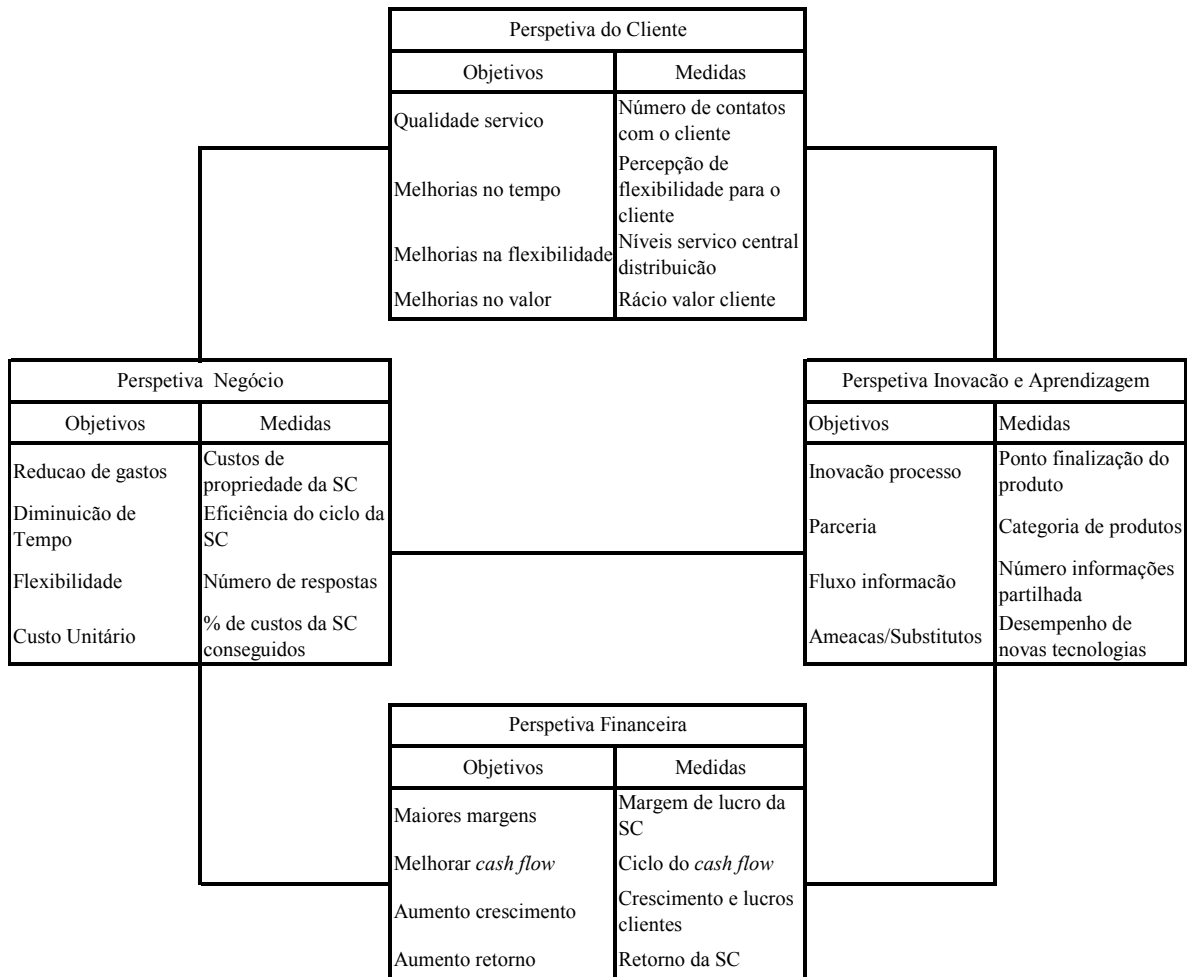 Perspetiva do Cliente
Objetivos Medidas
Qualidade servico
Número de contatos
com o cliente
Melhorias no tempo
Percepção de
flexibilidade para o
cliente
Melhorias na flexibilidade
Níveis servico central
distribuicão
Melhorias no valor
Rácio valor cliente
Perspetiva Negócio
Objetivos Medidas
Reducao de gastos
Custos de
propriedade da SC
Diminuicão de
Tempo
Eficiência do ciclo da
SC
Flexibilidade
Número de respostas
Custo Unitário
% de custos da SC
conseguidos
Perspetiva Inovacão e Aprendizagem
Objetivos Medidas
Inovacão processo
Ponto finalização do
produto
Parceria
Categoria de produtos
Fluxo informacão
Número informações
partilhada
Ameacas/Substitutos
Desempenho de
novas tecnologias
Perspetiva Financeira
Objetivos Medidas
Maiores margens
Margem de lucro da
SC
Melhorar cash flow
Ciclo do cash flow
Aumento crescimento
Crescimento e lucros
clientes
Aumento retorno
Retorno da SC